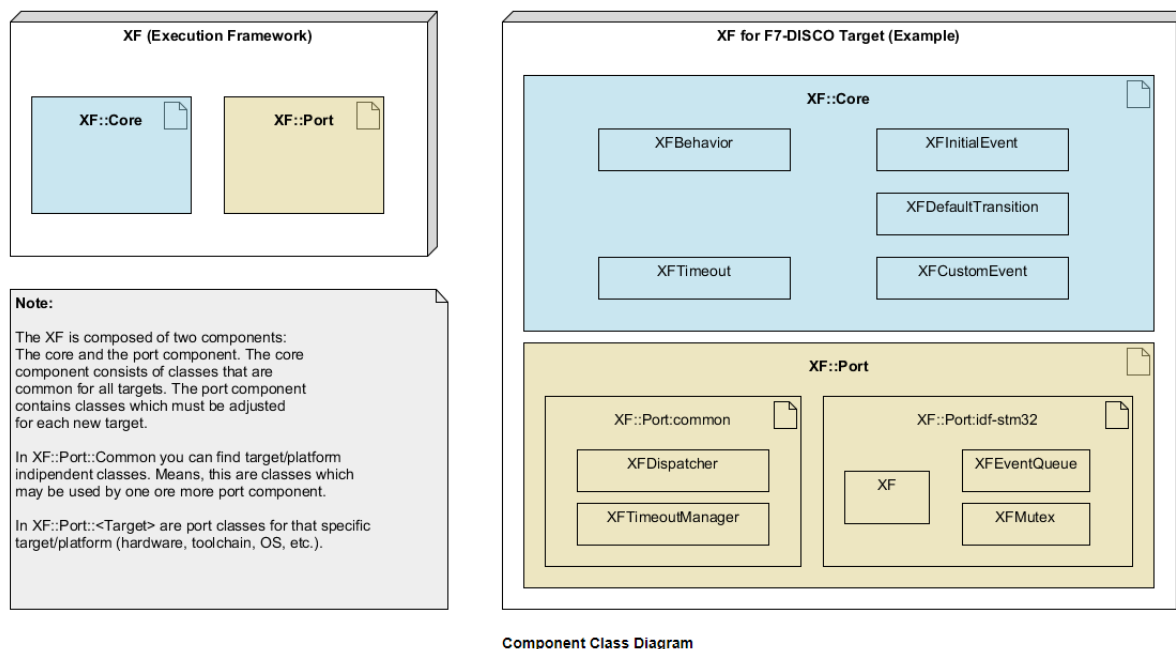 XF (Execution Framework)
XF::Core
XF::Port
Note:
The XF is composed of two components:
The core and the port component. The core
component consists of classes that are
common for all targets. The port component
contains classes which must be adjusted
for each new target.
In XF::Port::Common you can find target/platform
indipendent classes. Means, this are classes which
may be used by one ore more port component.
In XF::Port::<Target> are port classes for that specific
target/platform (hardware, toolchain, OS, etc.).
XF for F7-DISCO Target (Example)
XF::Core
XFBehavior
XFInitialEvent
XFDefaultTransition
XFTimeout
XFCustomEvent
XF::Port
XF::Port:common
XFDispatcher
XFTimeoutManager
XF::Port:idf-stm32
XF
XFEventQueue
XFMutex
Component Class Diagram